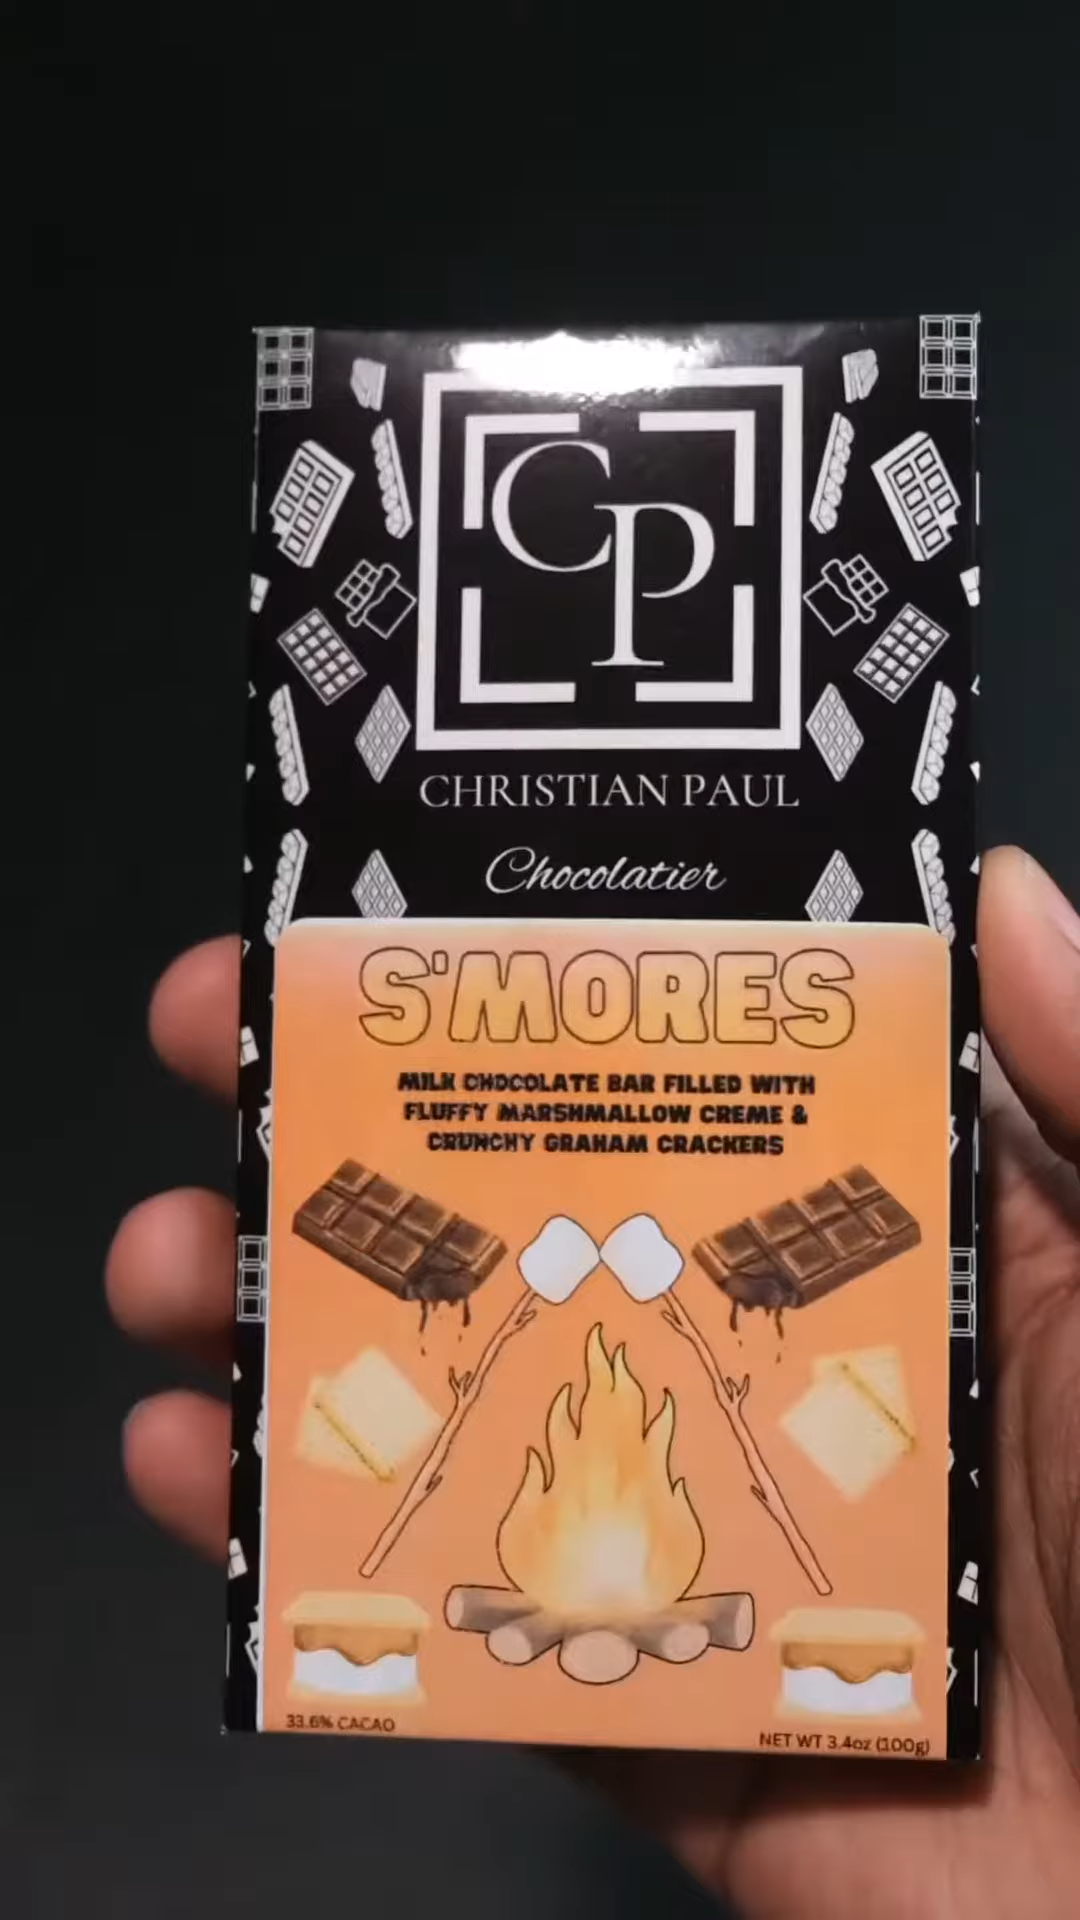 CP
CHRISTIAN PAUL
Chocolatier
S'MORES
MILK CHOCOLATE BAR FILLED WITH
FLUFFY MARSHMALLOW CREME &
CRUNCHY GRAHAM CRACKERS
33.6% CACAO
NET WT 3.4oz (100g)